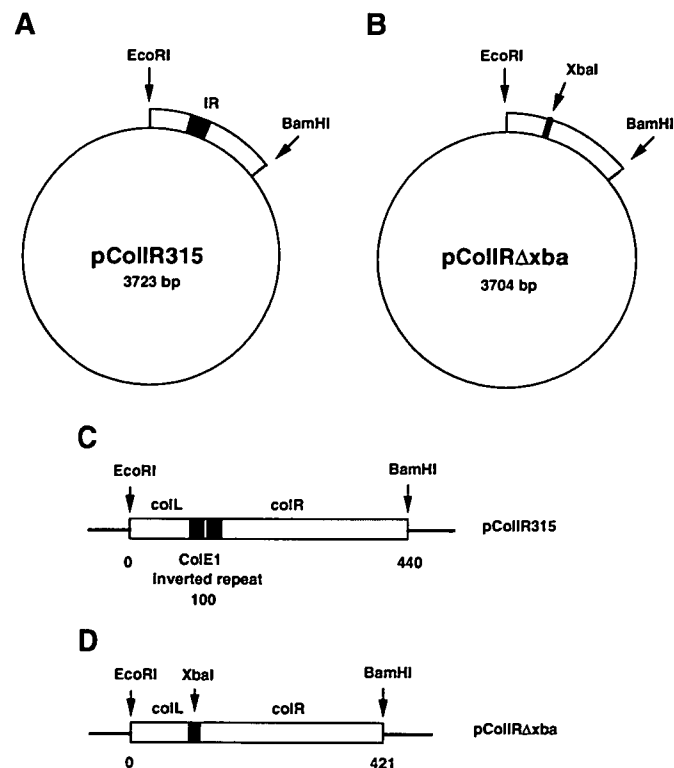 A
EcoRI
IR
BamHI
pColIR315
3723 bp
B
EcoRI
XbaI
BamHI
pColIRΔxba
3704 bp
C
EcoRI
BamHI
colL
colR
pColIR315
0
ColE1
inverted repeat
100
440
D
EcoRI
XbaI
BamHI
colL
colR
pColIRΔxba
0
421